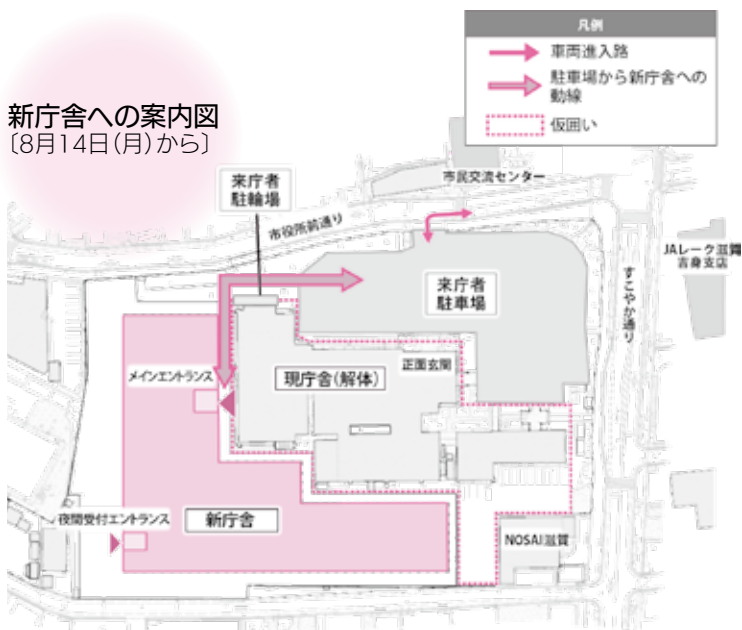 凡例
車両進入路
駐車場から新庁舎への
動線
仮囲い
新庁舎への案内図
〔8月14日(月)から〕
市民交流センター
来庁者
駐輪場
市役所前通り
JAレーク滋賀
吉身支店
すこやか通り
来庁者
駐車場
正面玄関
メインエントランス
現庁舎(解体)
夜間受付エントランス
新庁舎
NOSAI滋賀